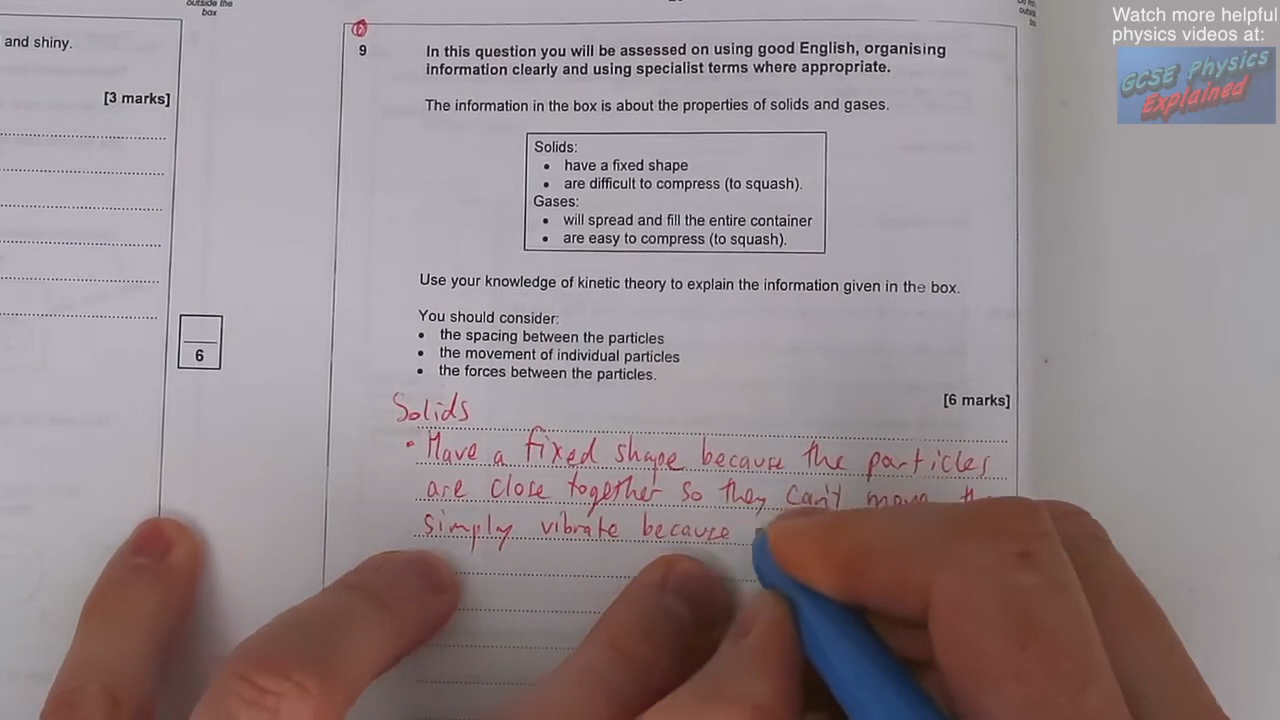 outside the
box
outside
Watch more helpful
physics videos at:
GCSE Physics
Explained
and shiny.
[3 marks]
6
9
In this question you will be assessed on using good English, organising
information clearly and using specialist terms where appropriate.
The information in the box is about the properties of solids and gases.
Solids:
• have a fixed shape
• are difficult to compress (to squash).
Gases:
• will spread and fill the entire container
• are easy to compress (to squash).
Use your knowledge of kinetic theory to explain the information given in the box.
You should consider:
• the spacing between the particles
• the movement of individual particles
• the forces between the particles.
[6 marks]
Solids
• Have a fixed shape because the particles
are close together so they can't move
simply vibrate because